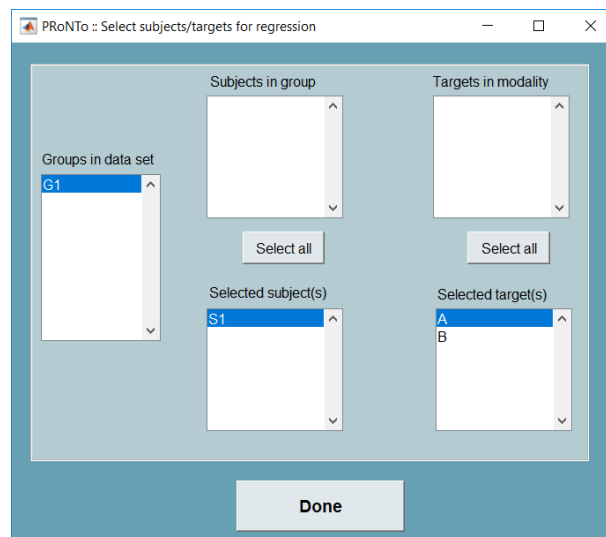 PRoNTo :: Select subjects/targets for regression
Subjects in group
Targets in modality
Groups in data set
G1
Select all
Select all
Selected subject(s)
Selected target(s)
S1
A
B
Done